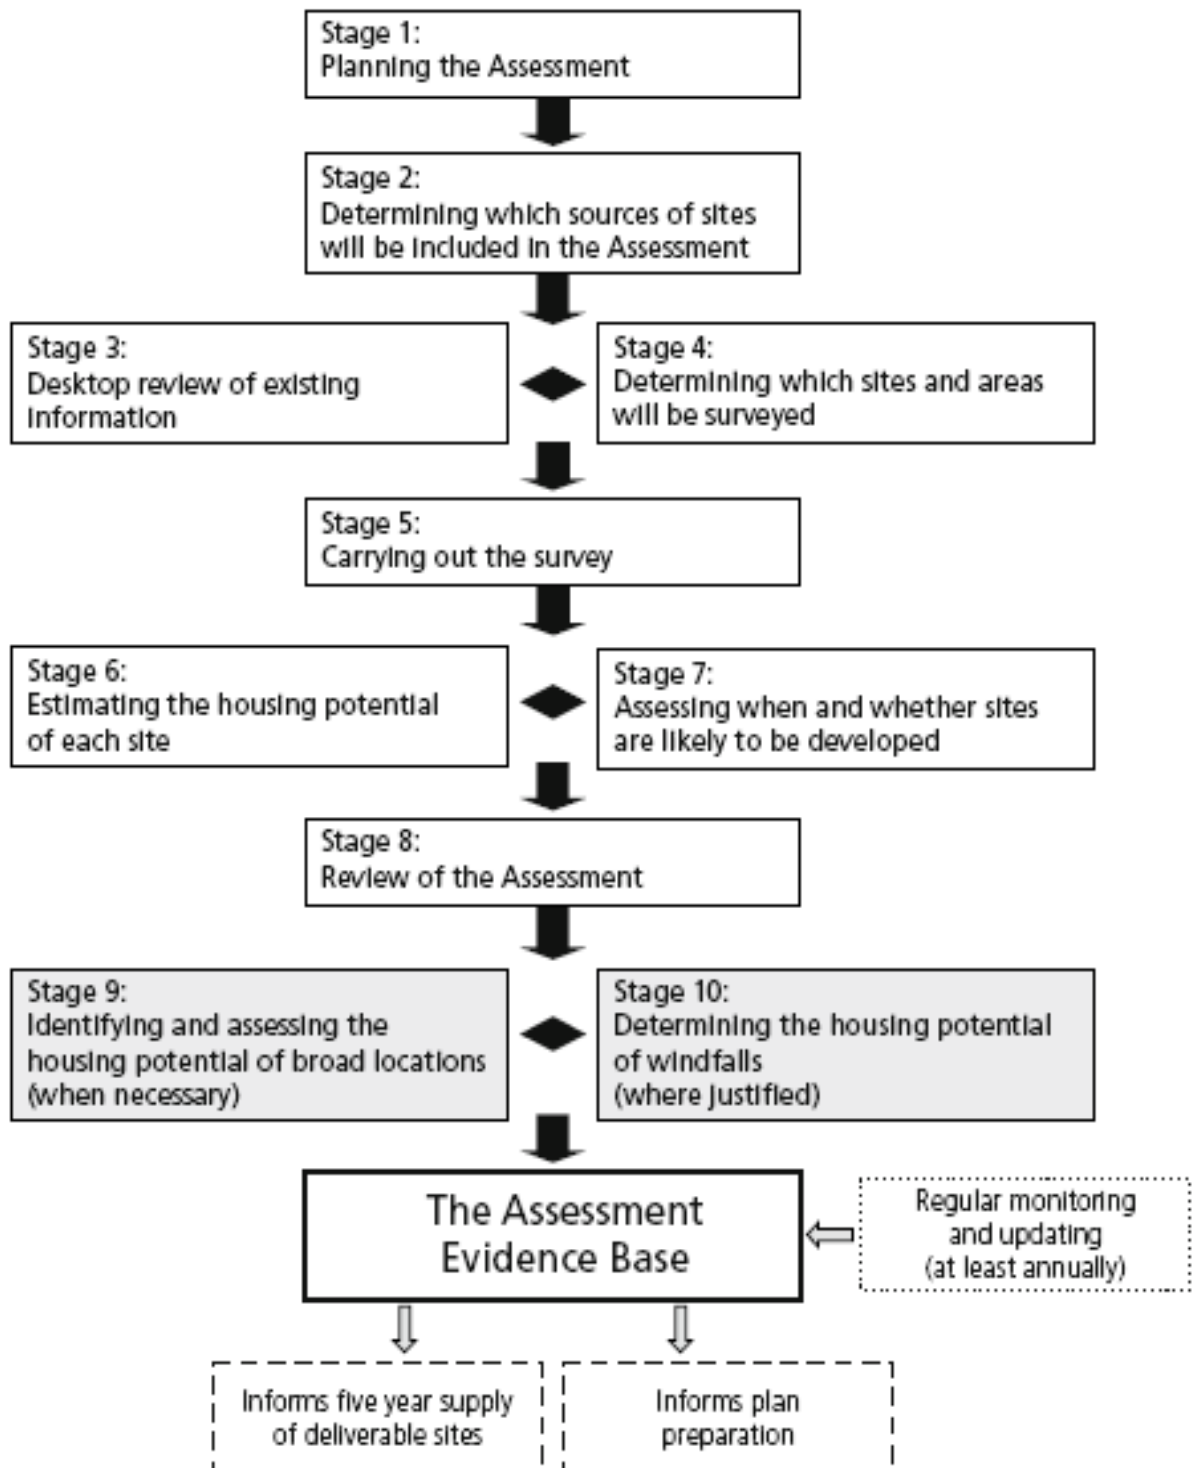 Stage 1:
Planning the Assessment
Stage 2:
Determining which sources of sites
will be included in the Assessment
Stage 3:
Desktop review of existing
information
Stage 4:
Determining which sites and areas
will be surveyed
Stage 5:
Carrying out the survey
Stage 6:
Estimating the housing potential
of each site
Stage 7:
Assessing when and whether sites
are likely to be developed
Stage 8:
Review of the Assessment
Stage 9:
Identifying and assessing the
housing potential of broad locations
(when necessary)
Stage 10:
Determining the housing potential
of windfalls
(where justified)
The Assessment
Evidence Base
Regular monitoring
and updating
(at least annually)
Informs five year supply
of deliverable sites
Informs plan
preparation